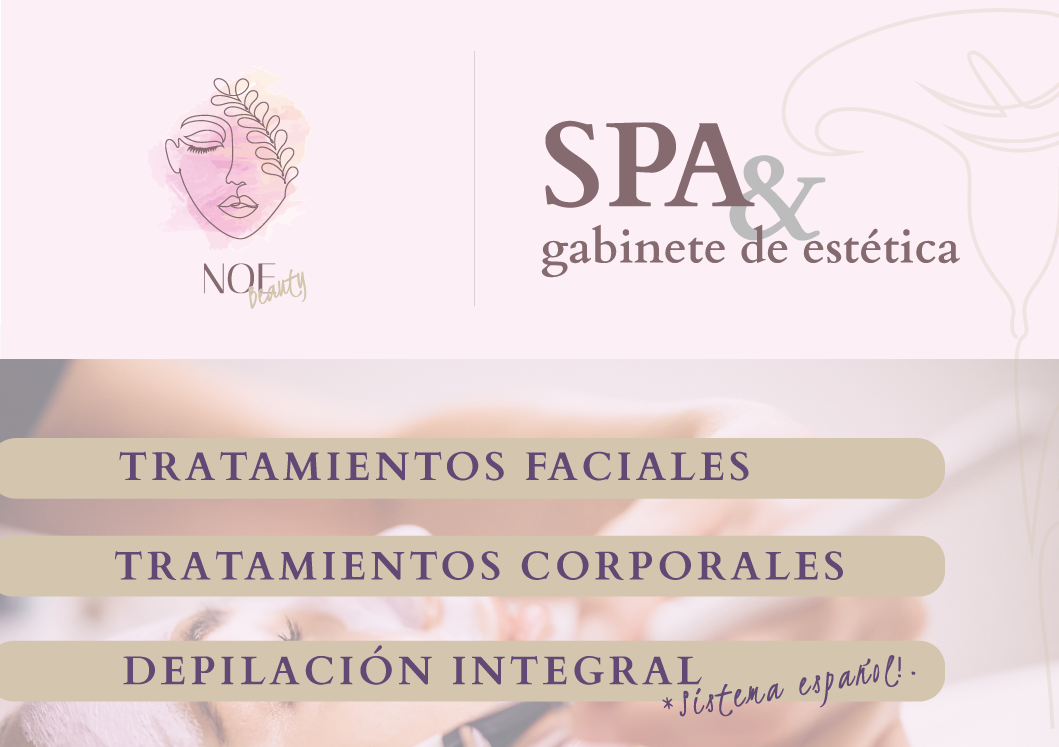 NOE
beauty
SPA &
gabinete de estética
TRATAMIENTOS FACIALES
TRATAMIENTOS CORPORALES
DEPILACIÓN INTEGRAL
*sistema español!.